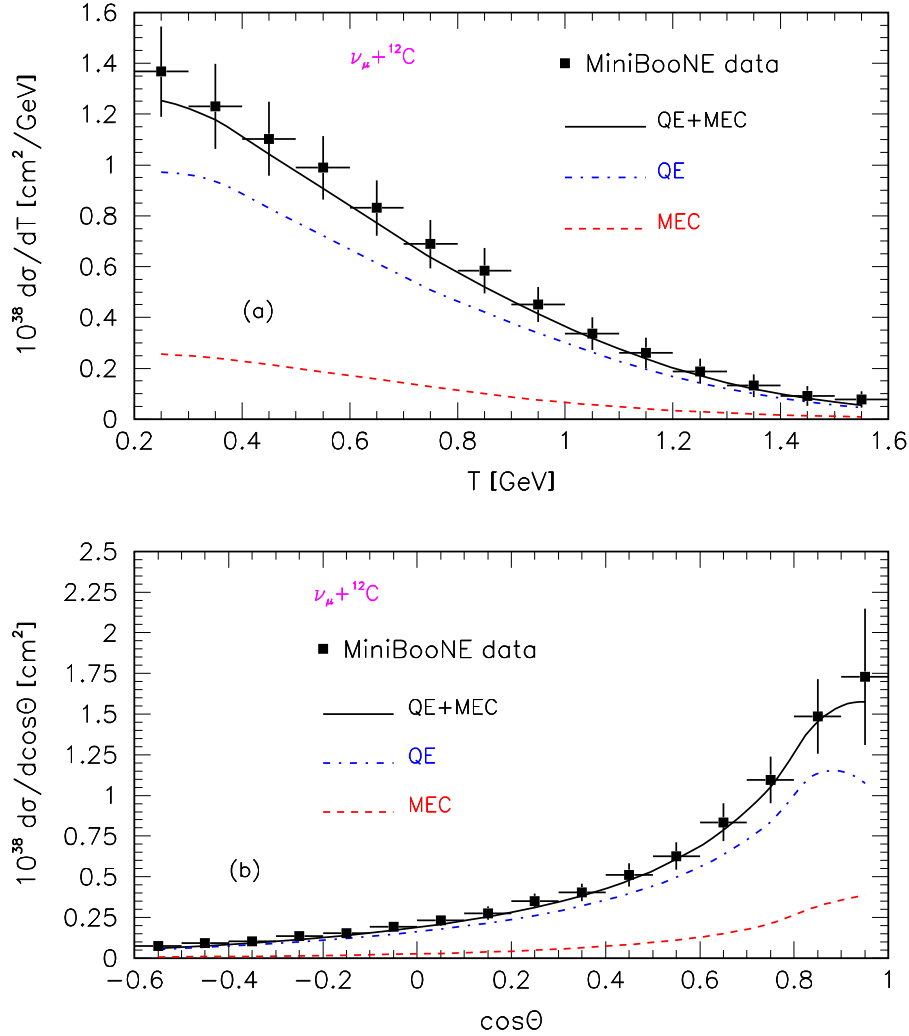 1.6
1.4
1.2
1
0.8
0.6
0.4
0.2
0
10³⁸ dσ/dT [cm²/GeV]
ν_μ+¹²C
MiniBooNE data
QE+MEC
QE
MEC
(a)
0.2 0.4 0.6 0.8 1 1.2 1.4 1.6
T [GeV]
2.5
2.25
2
1.75
1.5
1.25
1
0.75
0.5
0.25
0
10³⁸ dσ/dcosΘ [cm²]
ν_μ+¹²C
MiniBooNE data
QE+MEC
QE
MEC
(b)
−0.6 −0.4 −0.2 0 0.2 0.4 0.6 0.8 1
cosΘ